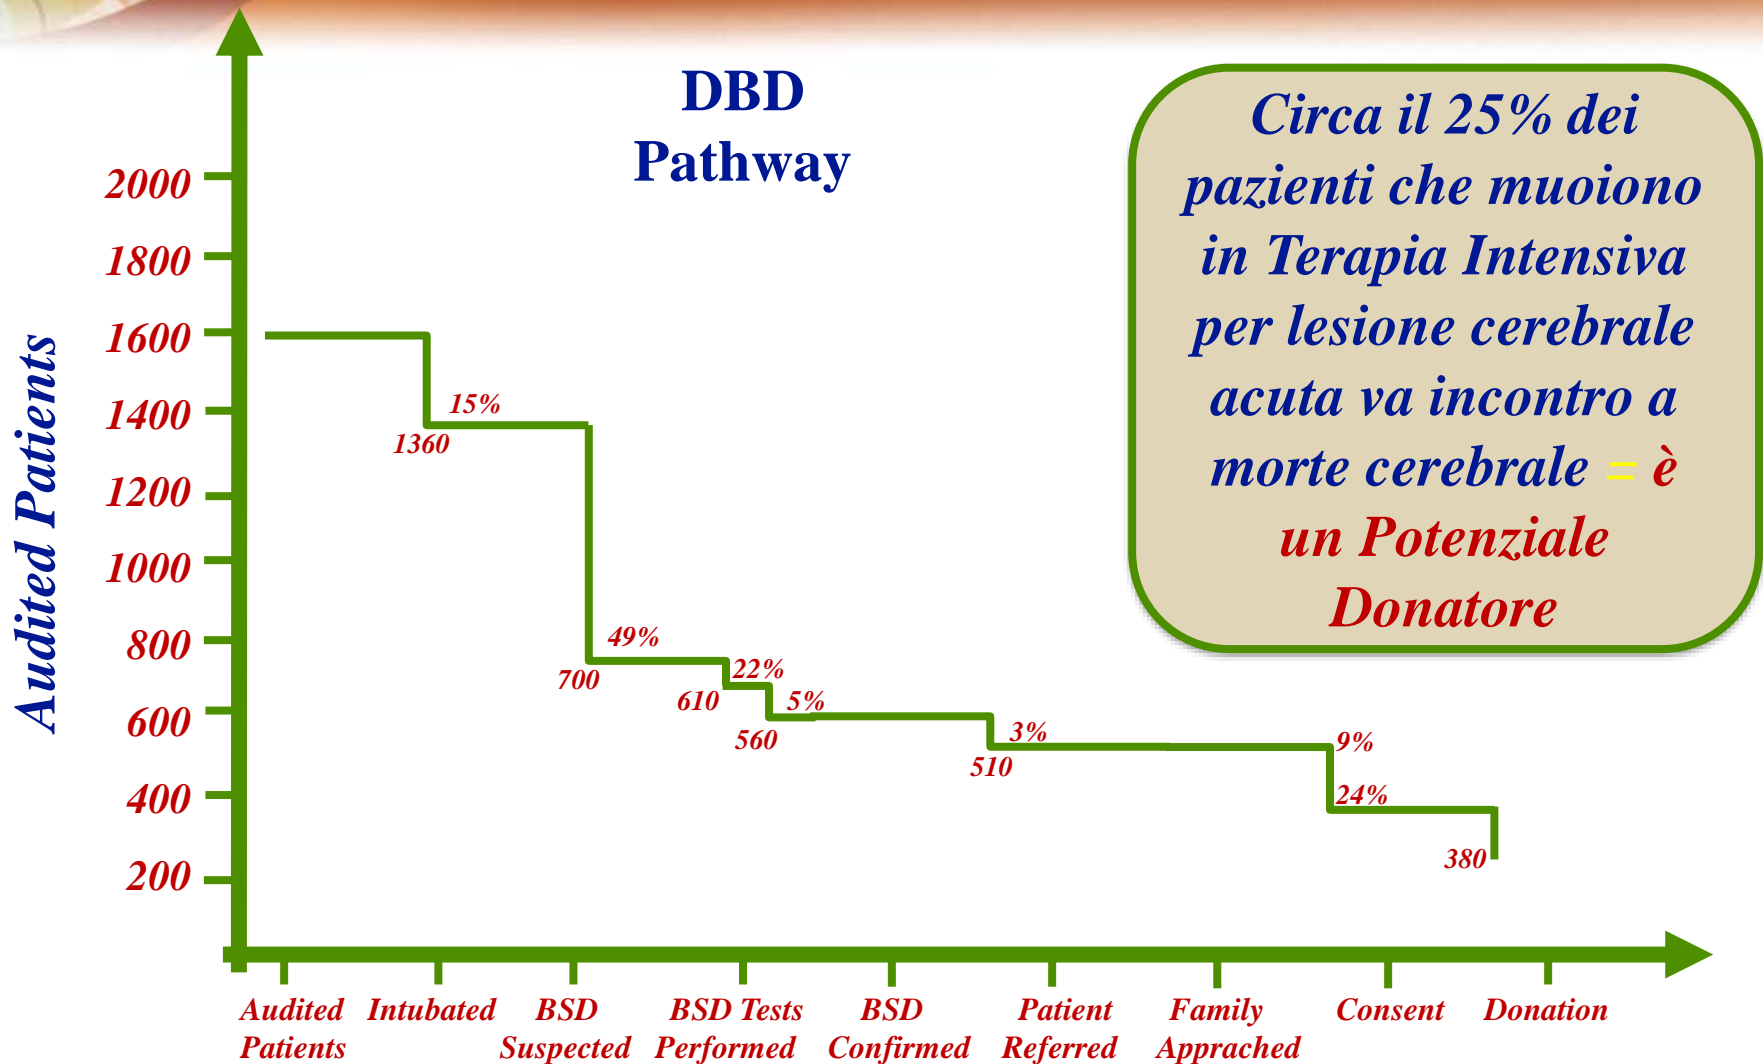 DBD
Pathway
Circa il 25% dei
pazienti che muoiono
in Terapia Intensiva
per lesione cerebrale
acuta va incontro a
morte cerebrale = è
un Potenziale
Donatore
Audited Patients
2000
1800
1600
1400
1200
1000
800
600
400
200
15%
1360
49%
700
22%
610
5%
560
3%
510
9%
24%
380
Audited Patients
Intubated
BSD Suspected
BSD Tests Performed
BSD Confirmed
Patient Referred
Family Apprached
Consent
Donation